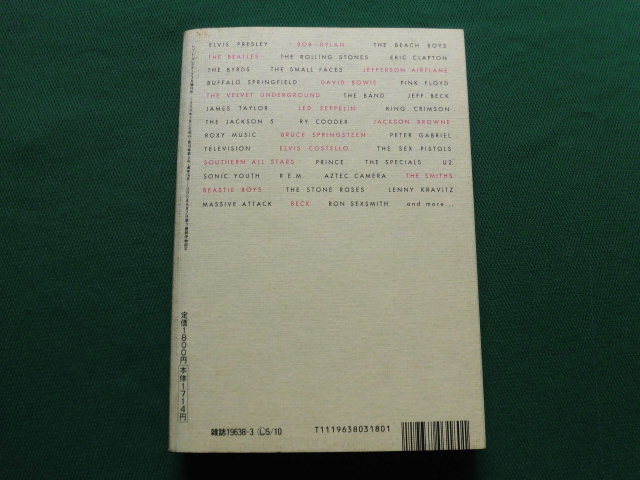 ELVIS PRESLEY BOB DYLAN THE BEACH BOYS
THE BEATLES THE ROLLING STONES ERIC CLAPTON
THE BYRDS THE SMALL FACES JEFFERSON AIRPLANE
BUFFALO SPRINGFIELD DAVID BOWIE PINK FLOYD
THE VELVET UNDERGROUND THE BAND JEFF BECK
JAMES TAYLOR LED ZEPPELIN KING CRIMSON
THE JACKSON 5 RY COODER JACKSON BROWNE
ROXY MUSIC BRUCE SPRINGSTEEN PETER GABRIEL
TELEVISION ELVIS COSTELLO THE SEX PISTOLS
SOUTHERN ALL STARS PRINCE THE SPECIALS U2
SONIC YOUTH R.E.M. AZTEC CAMERA THE SMITHS
BEASTIE BOYS THE STONE ROSES LENNY KRAVITZ
MASSIVE ATTACK BECK RON SEXSMITH and more...
定価1800円 本体1714円
雑誌19638-3 Ⓛ5/10
T1119638031801